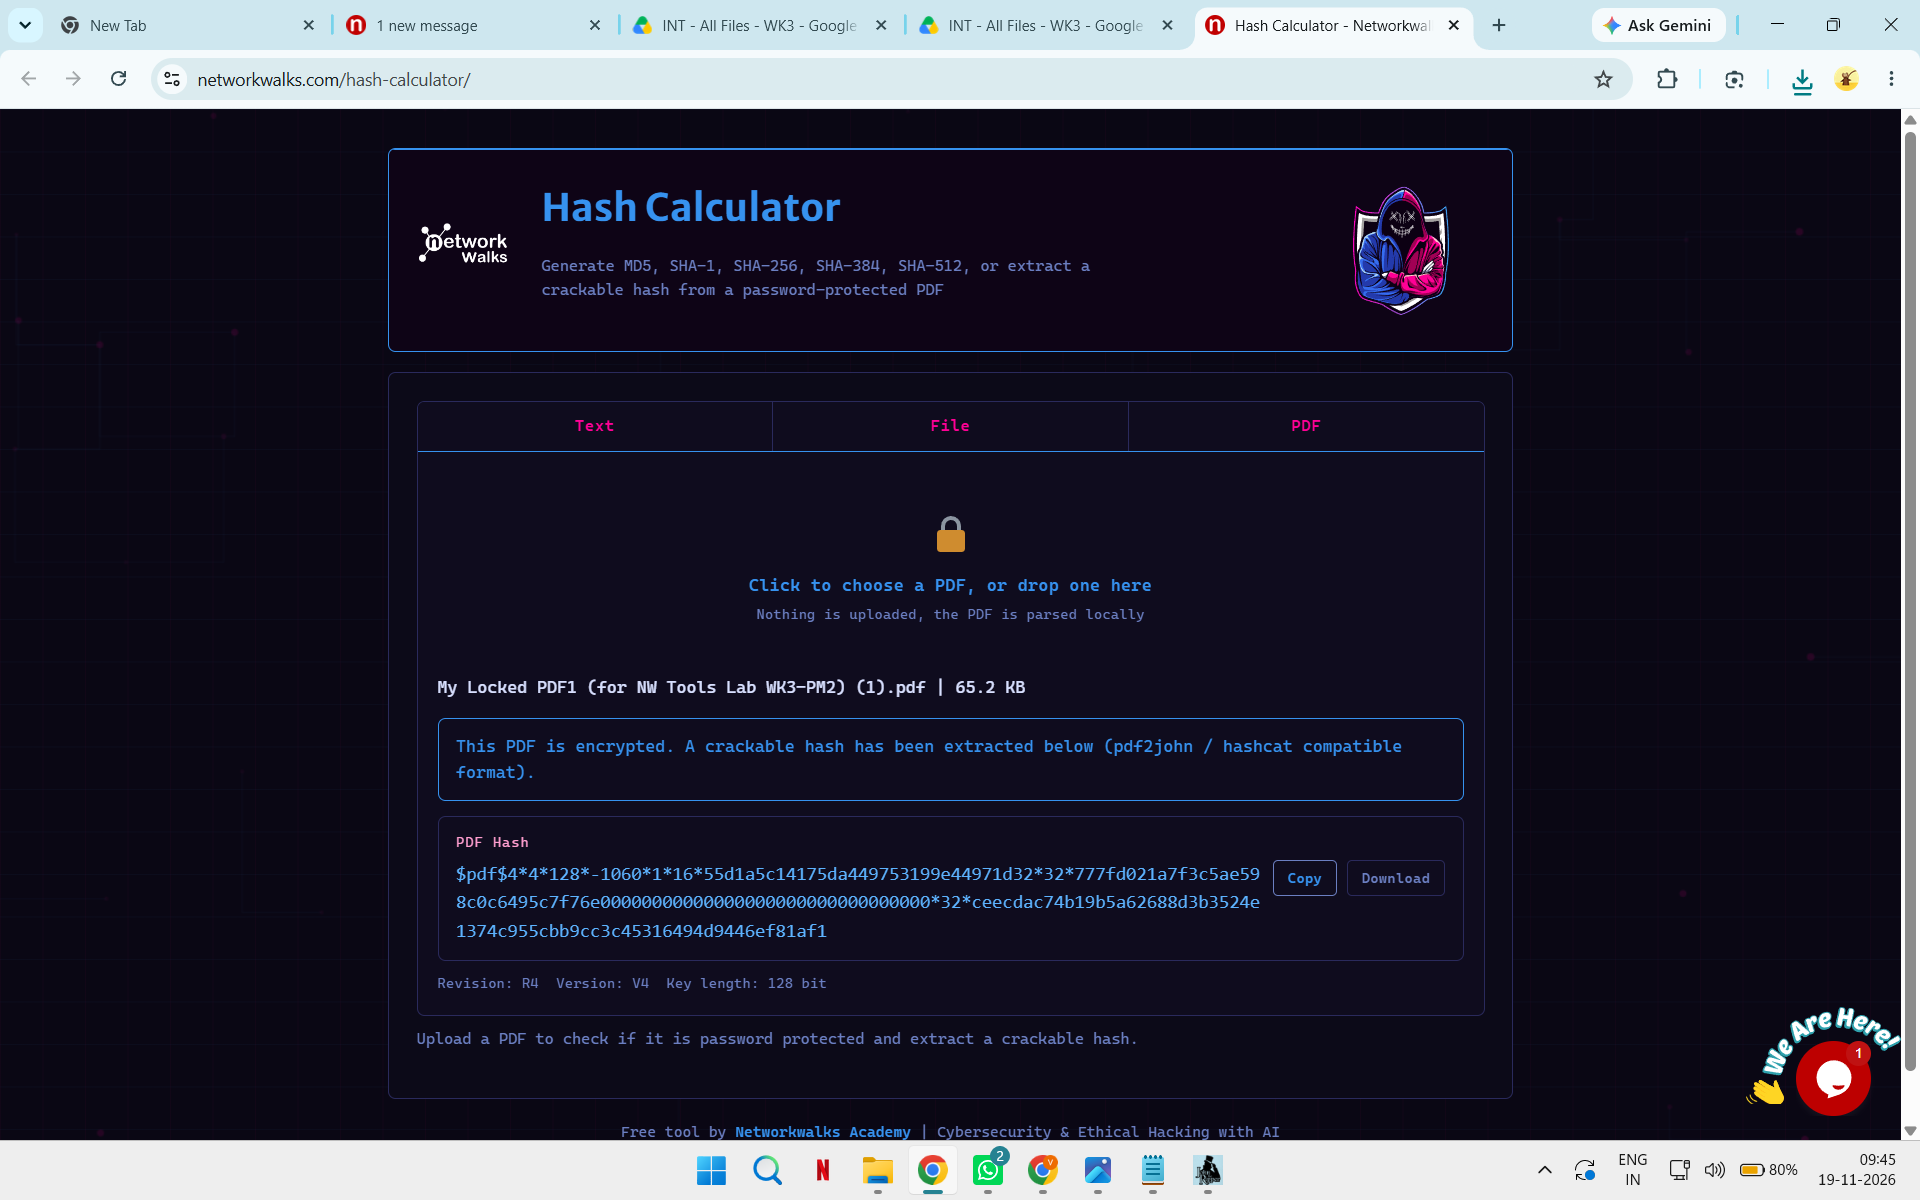 New Tab
1 new message
INT - All Files - WK3 - Google
INT - All Files - WK3 - Google
Hash Calculator - Networkwal
Ask Gemini
networkwalks.com/hash-calculator/
network
Walks
Hash Calculator
Generate MD5, SHA-1, SHA-256, SHA-384, SHA-512, or extract a
crackable hash from a password-protected PDF
Text
File
PDF
Click to choose a PDF, or drop one here
Nothing is uploaded, the PDF is parsed locally
My Locked PDF1 (for NW Tools Lab WK3-PM2) (1).pdf | 65.2 KB
This PDF is encrypted. A crackable hash has been extracted below (pdf2john / hashcat compatible
format).
PDF Hash
$pdf$4*4*128*-1060*1*16*55d1a5c14175da449753199e44971d32*32*777fd021a7f3c5ae59
8c0c6495c7f76e00000000000000000000000000000000*32*ceecdac74b19b5a62688d3b3524e
1374c955cbb9cc3c45316494d9446ef81af1
Copy
Download
Revision: R4 Version: V4 Key length: 128 bit
Upload a PDF to check if it is password protected and extract a crackable hash.
We Are Here!
1
Free tool by Networkwalks Academy | Cybersecurity & Ethical Hacking with AI
N
2
V
ENG
IN
80%
09:45
19-11-2026